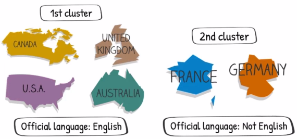 1st cluster
2nd cluster
CANADA
UNITED
KINGDOM
FRANCE
GERMANY
U.S.A.
AUSTRALIA
Official language: English
Official language: Not English